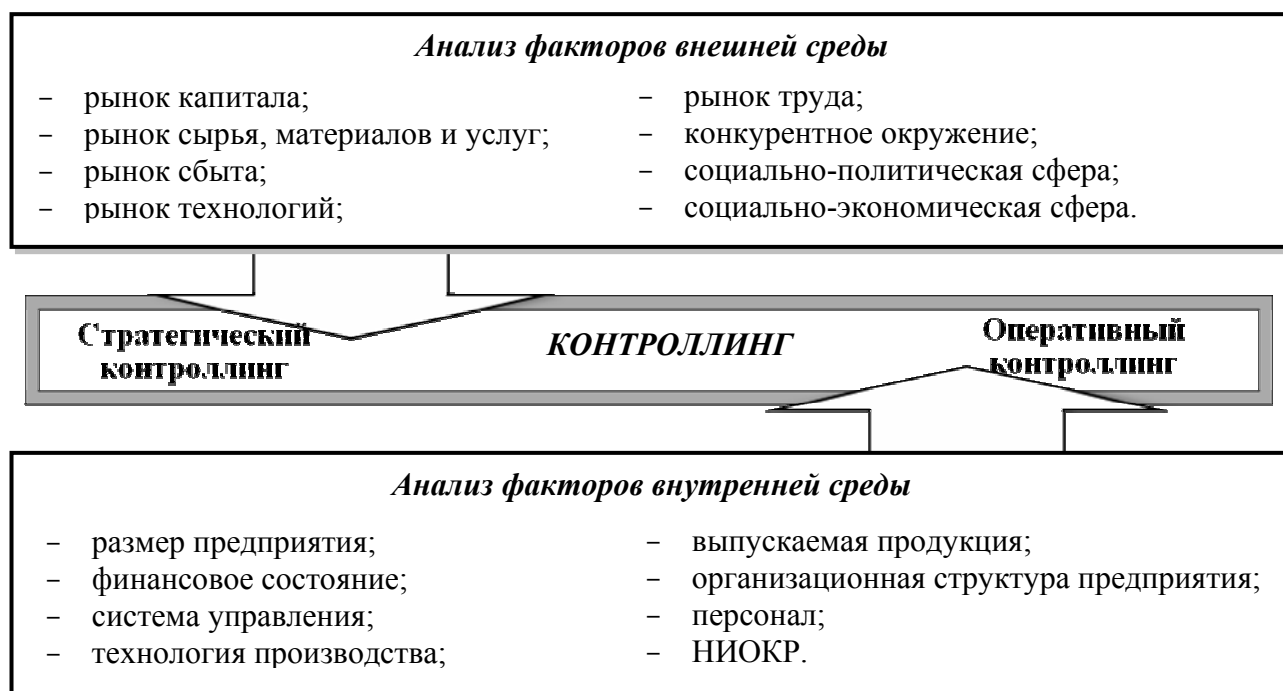 Анализ факторов внешней среды
– рынок капитала;
– рынок сырья, материалов и услуг;
– рынок сбыта;
– рынок технологий;
– рынок труда;
– конкурентное окружение;
– социально-политическая сфера;
– социально-экономическая сфера.
Стратегический
контроллинг
КОНТРОЛЛИНГ
Оперативный
контроллинг
Анализ факторов внутренней среды
– размер предприятия;
– финансовое состояние;
– система управления;
– технология производства;
– выпускаемая продукция;
– организационная структура предприятия;
– персонал;
– НИОКР.